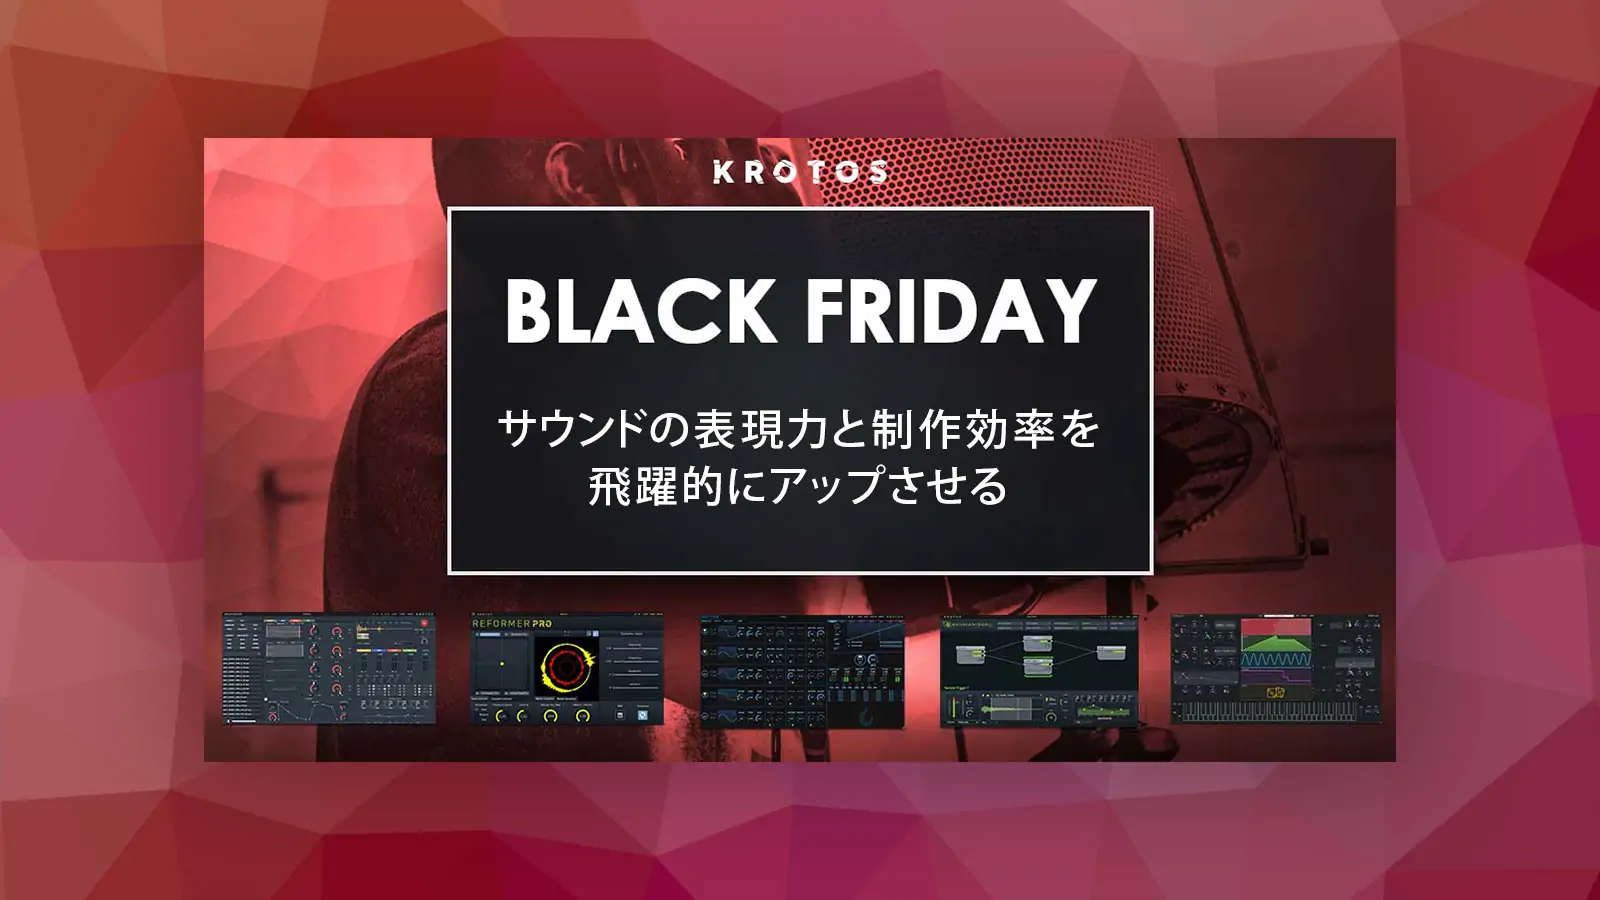 KROTOS
BLACK FRIDAY
サウンドの表現力と制作効率を
飛躍的にアップさせる
REFORMER PRO